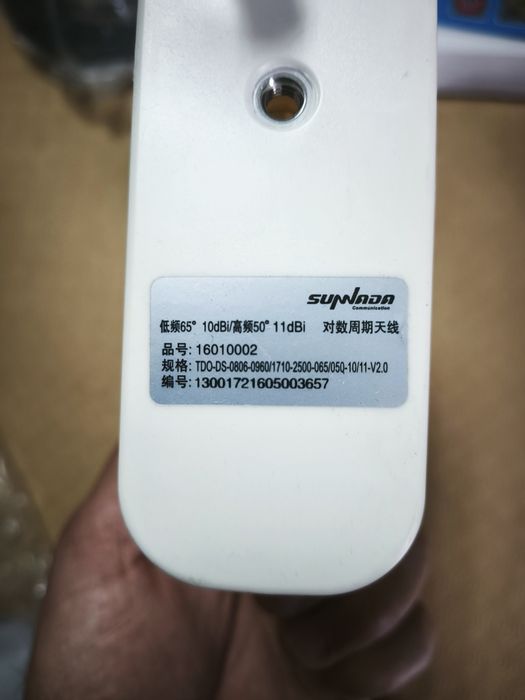 SUNNADA
Communication
低频65° 10dBi/高频50° 11dBi 对数周期天线
品号: 16010002
规格: TDO-DS-0806-0960/1710-2500-065/050-10/11-V2.0
编号: 13001721605003657